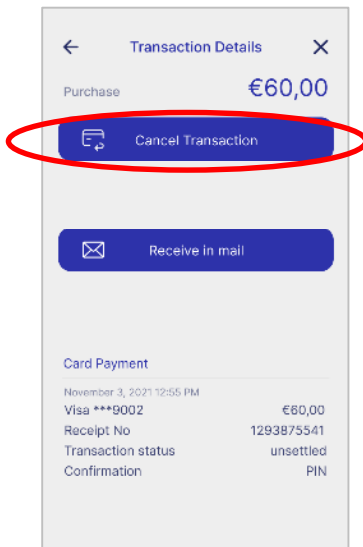 Transaction Details
Purchase €60,00
Cancel Transaction
Receive in mail
Card Payment
November 3, 2021 12:55 PM
Visa ***9002 €60,00
Receipt No 1293875541
Transaction status unsettled
Confirmation PIN